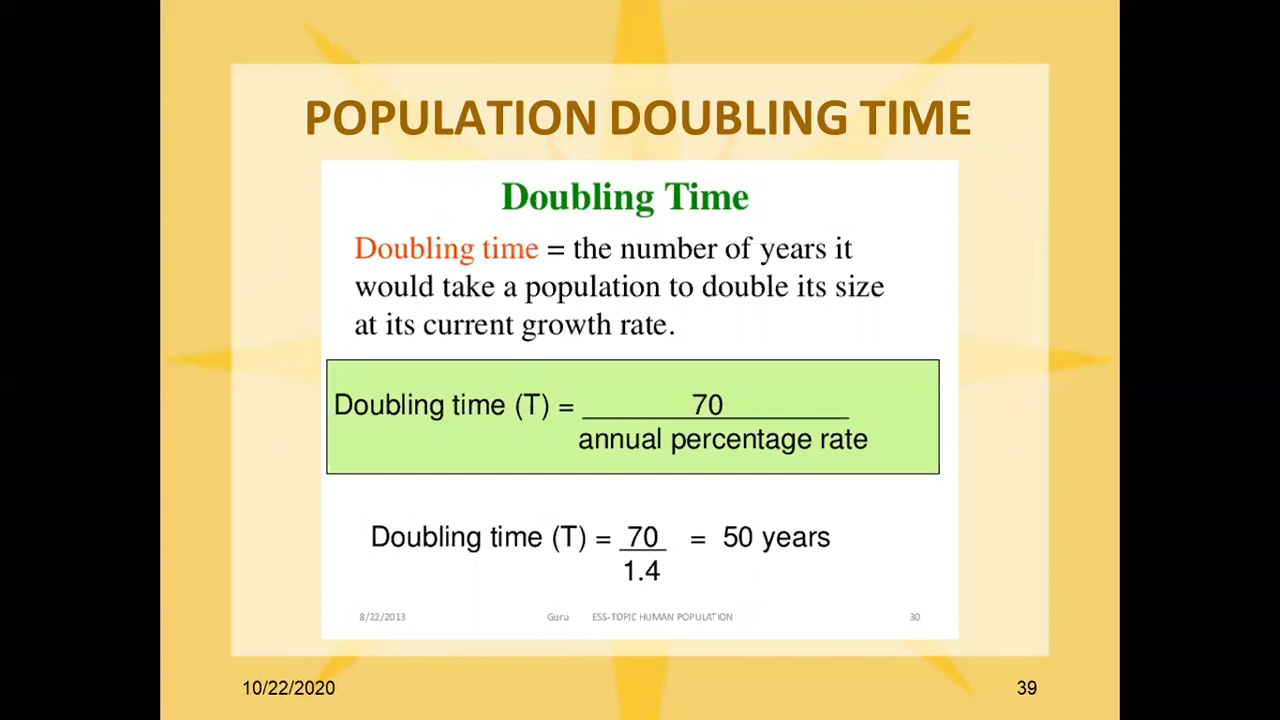 POPULATION DOUBLING TIME
Doubling Time
Doubling time = the number of years it
would take a population to double its size
at its current growth rate.
Doubling time (T) = 70
annual percentage rate
Doubling time (T) = 70 = 50 years
1.4
8/22/2013 Guru ESS-TOPIC HUMAN POPULATION 30
10/22/2020 39